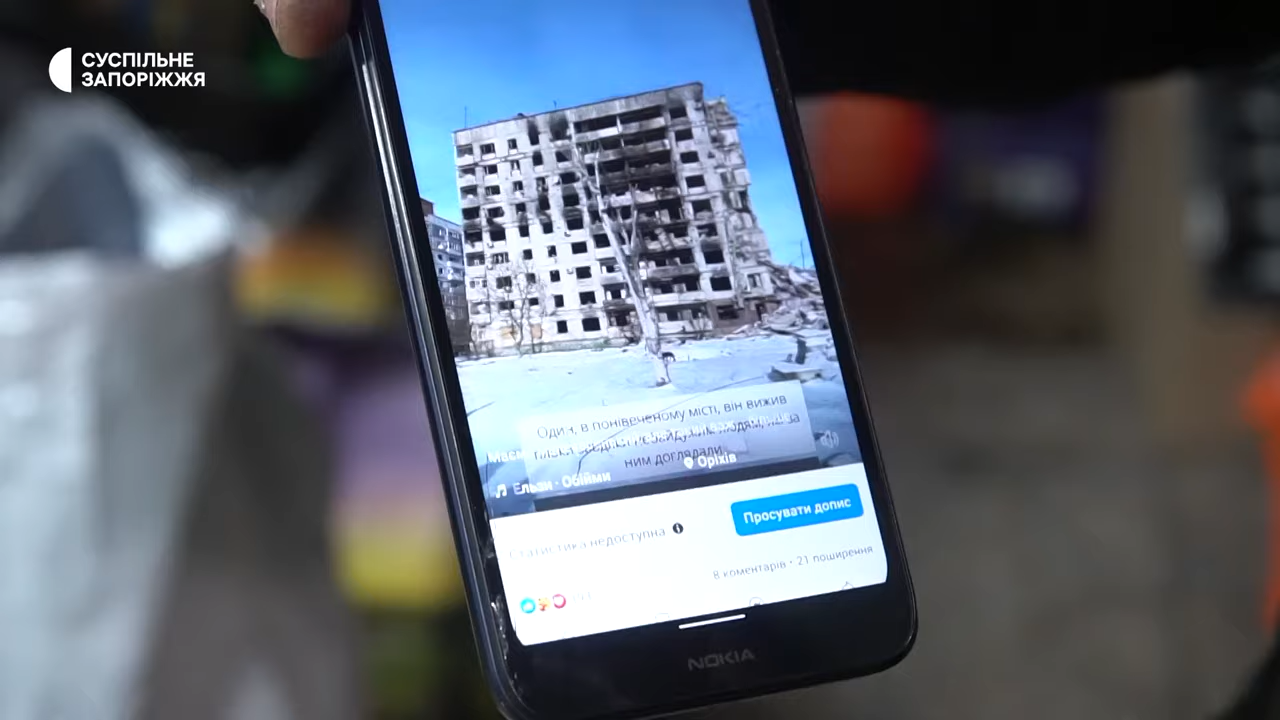 СУСПІЛЬНЕ
ЗАПОРІЖЖЯ
Один, в понівеченому місті, він вижив
людям,
ним доглядали
Оріхів
Ельзи · Обійми
Статистика недоступна
Просувати допис
8 коментарів · 21 поширення
NOKIA